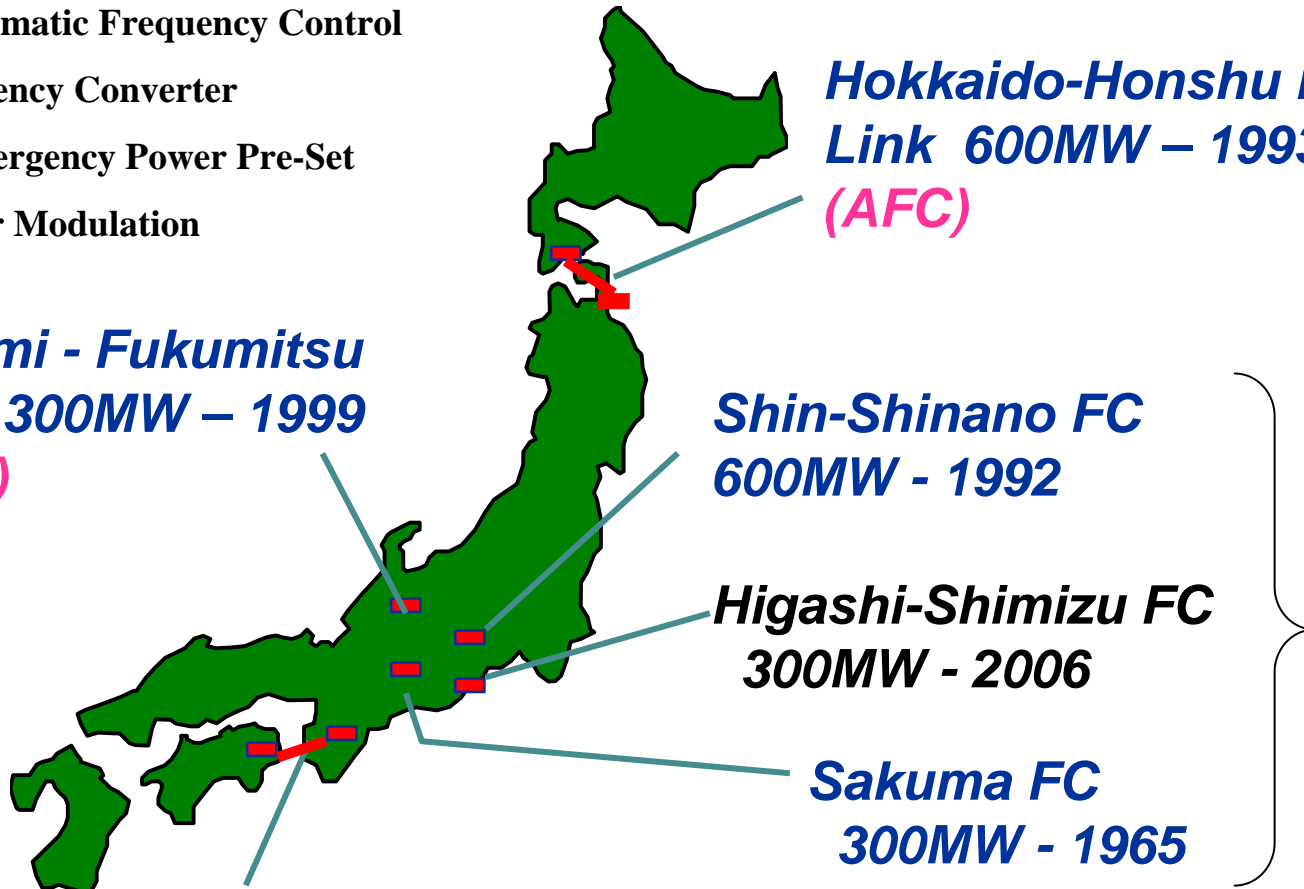 matic Frequency Control
ency Converter
ergency Power Pre-Set
r Modulation
Hokkaido-Honshu
Link 600MW – 1993
(AFC)
mi - Fukumitsu
300MW – 1999
)
Shin-Shinano FC
600MW - 1992
Higashi-Shimizu FC
300MW - 2006
Sakuma FC
300MW - 1965